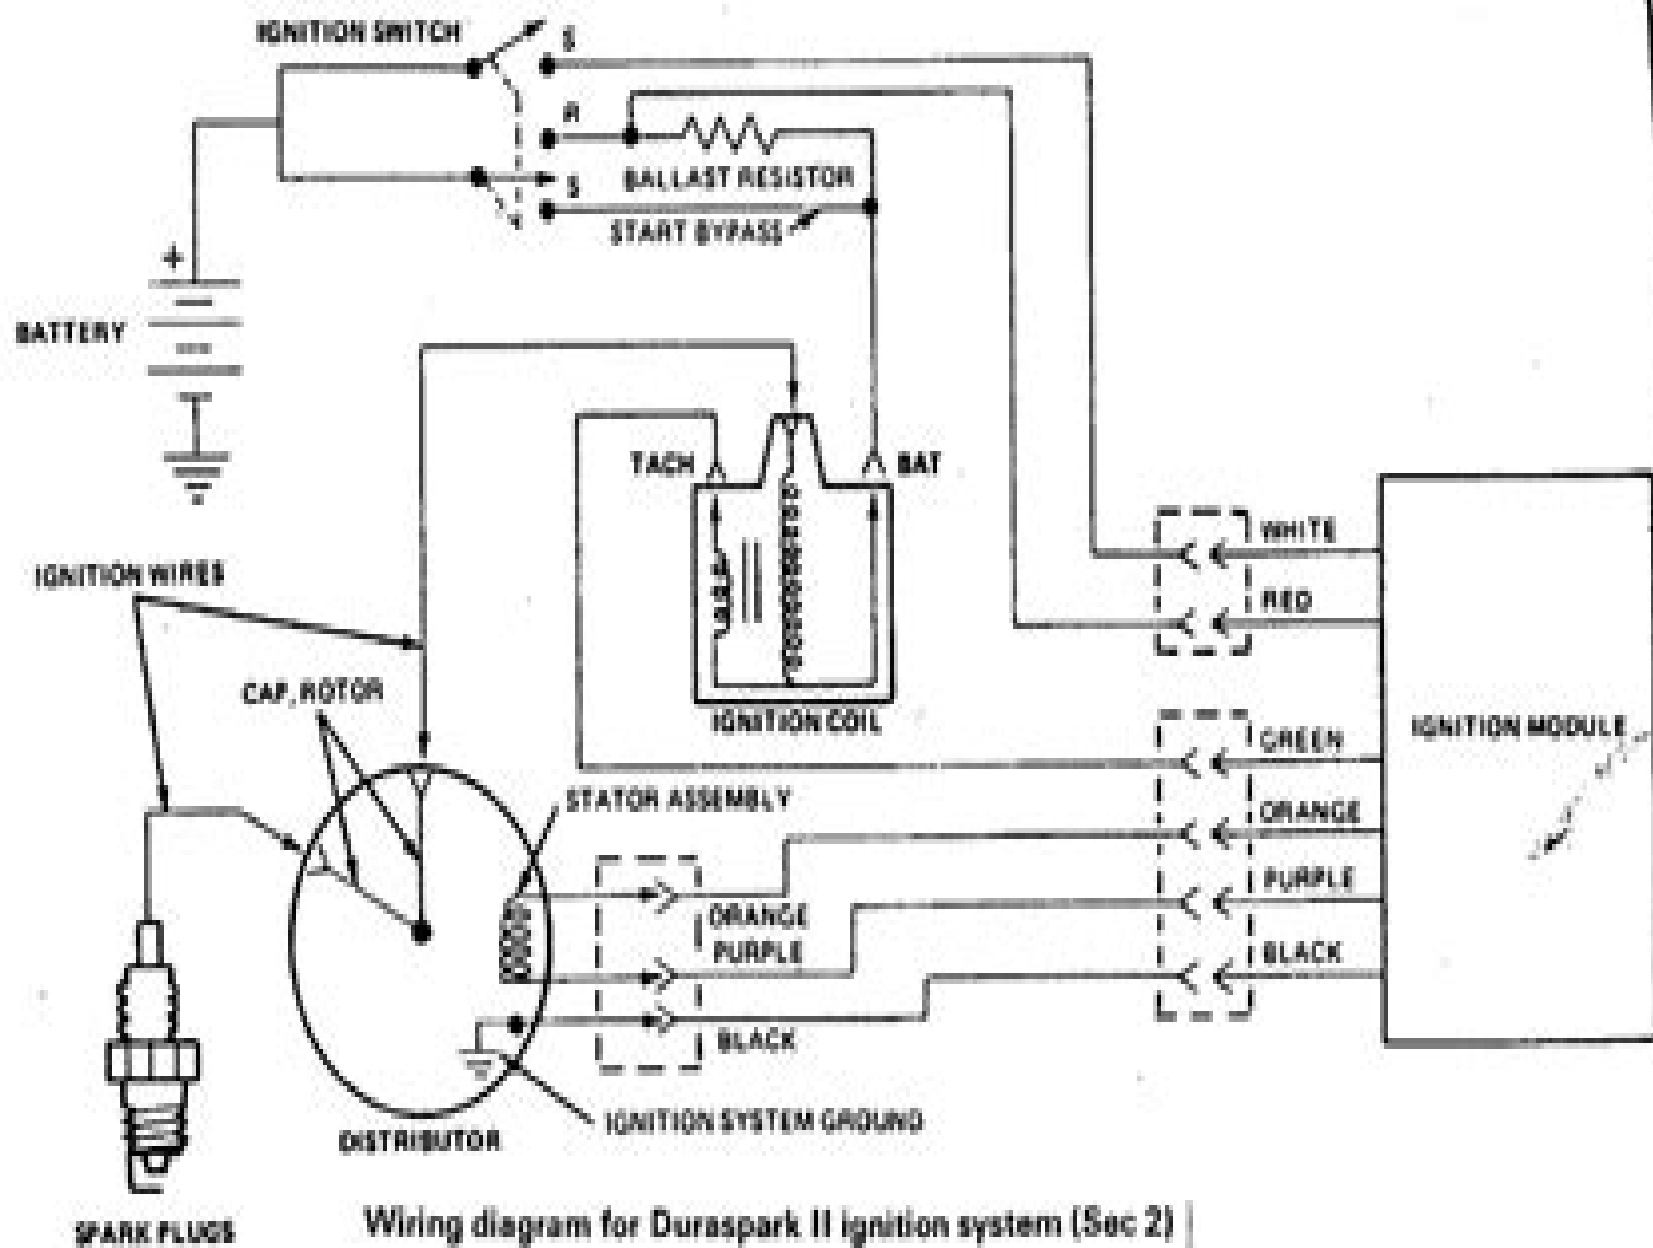 IGNITION SWITCH
S
R
S
BALLAST RESISTOR
START BYPASS
+
BATTERY
TACH
BAT
WHITE
IGNITION WIRES
RED
CAP, ROTOR
IGNITION COIL
IGNITION MODULE
GREEN
STATOR ASSEMBLY
ORANGE
PURPLE
ORANGE
PURPLE
BLACK
BLACK
IGNITION SYSTEM GROUND
DISTRIBUTOR
SPARK PLUGS
Wiring diagram for Duraspark II ignition system (Sec 2)